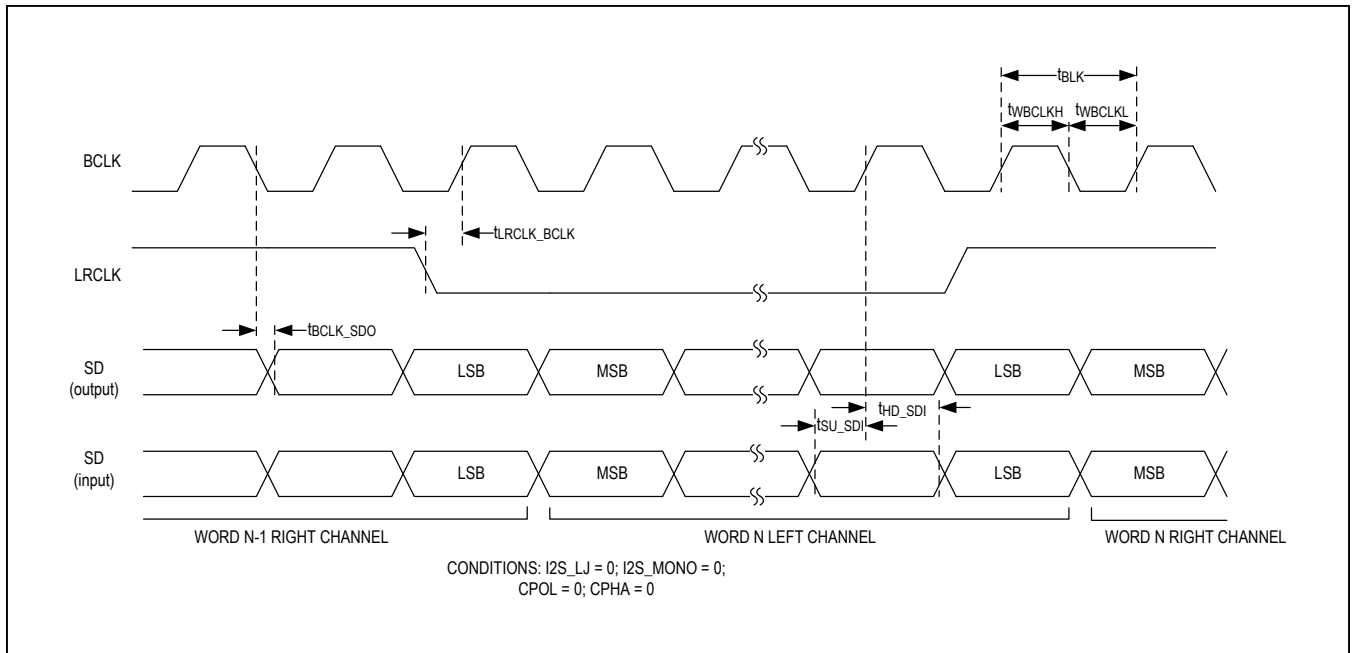 tBLK
tWBCLKH tWBCLKL
BCLK
tLRCLK_BCLK
LRCLK
tBCLK_SDO
SD
(output)
LSB MSB LSB MSB
tHD_SDI
tSU_SDI
SD
(input)
LSB MSB LSB MSB
WORD N-1 RIGHT CHANNEL WORD N LEFT CHANNEL WORD N RIGHT CHANNEL
CONDITIONS: I2S_LJ = 0; I2S_MONO = 0;
CPOL = 0; CPHA = 0